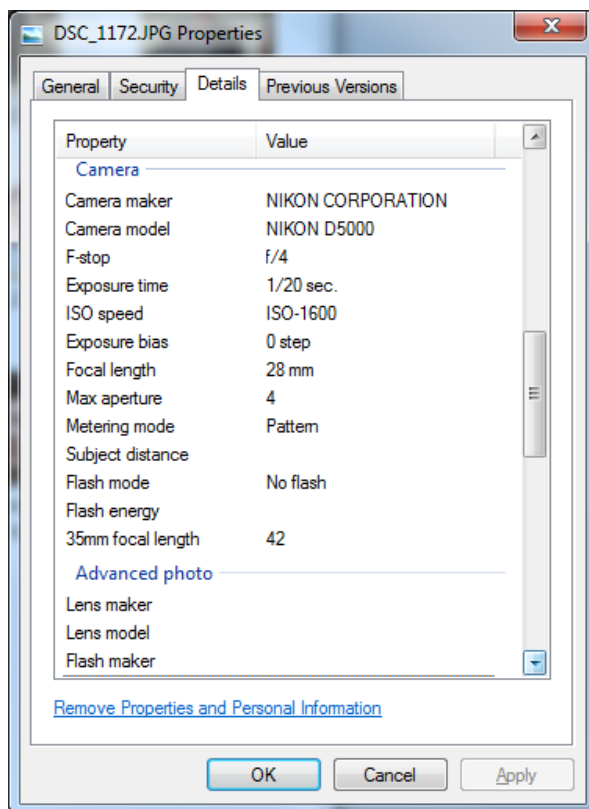 DSC_1172.JPG Properties
General Security Details Previous Versions
Property Value
Camera
Camera maker NIKON CORPORATION
Camera model NIKON D5000
F-stop f/4
Exposure time 1/20 sec.
ISO speed ISO-1600
Exposure bias 0 step
Focal length 28 mm
Max aperture 4
Metering mode Pattern
Subject distance
Flash mode No flash
Flash energy
35mm focal length 42
Advanced photo
Lens maker
Lens model
Flash maker
Remove Properties and Personal Information
OK Cancel Apply